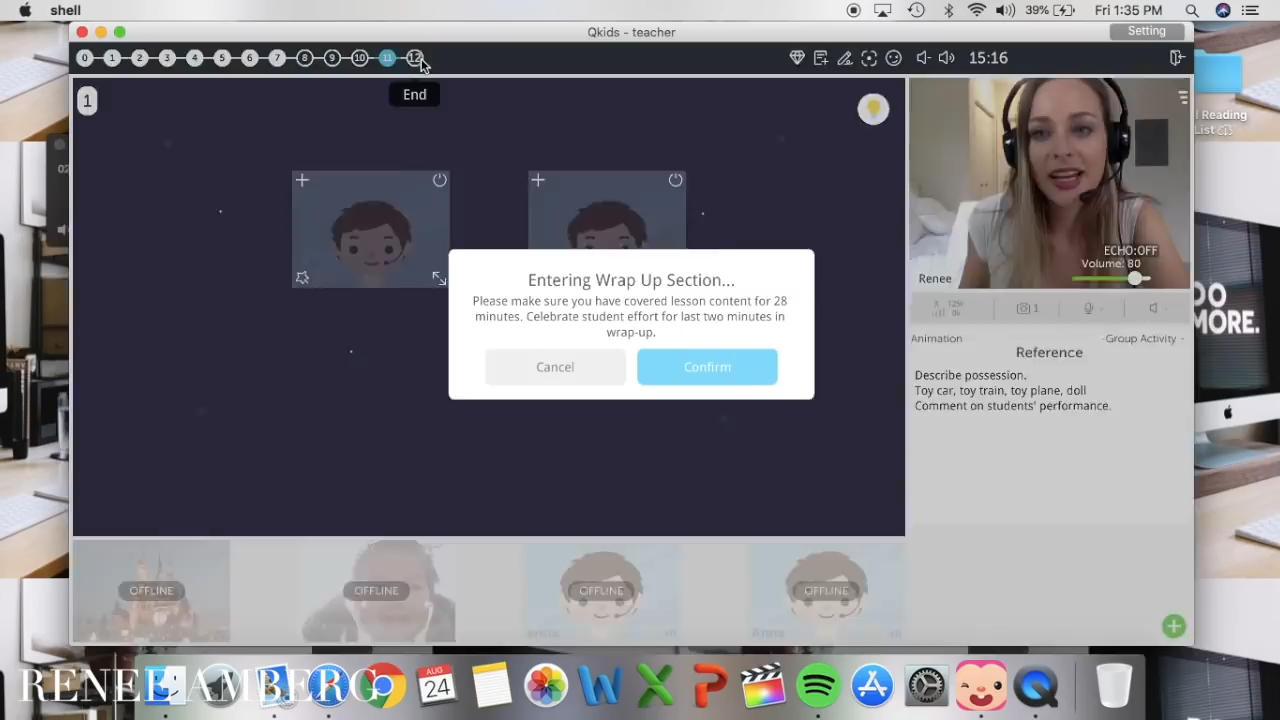 shell
39%
Fri 1:35 PM
Qkids - teacher
Setting
0 1 2 3 4 5 6 7 8 9 10 11 12
15:16
End
1
Reading
List
ECHO:OFF
Volume: 80
Renee
1
Entering Wrap Up Section...
Please make sure you have covered lesson content for 28
minutes. Celebrate student effort for last two minutes in
wrap-up.
Cancel
Confirm
Animation
-Group Activity -
Reference
Describe possession.
Toy car, toy train, toy plane, doll
Comment on students' performance.
DO
MORE.
OFFLINE
OFFLINE
OFFLINE
OFFLINE
AUG
24
RENEE AMBERG